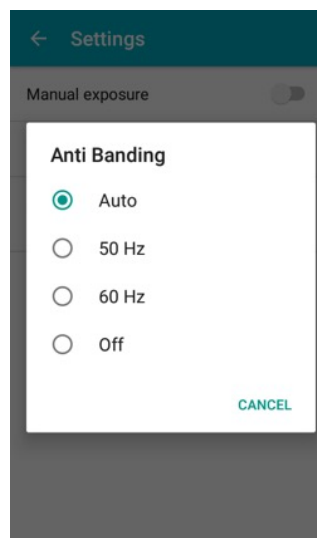 Settings
Manual exposure
Anti Banding
Auto
50 Hz
60 Hz
Off
CANCEL